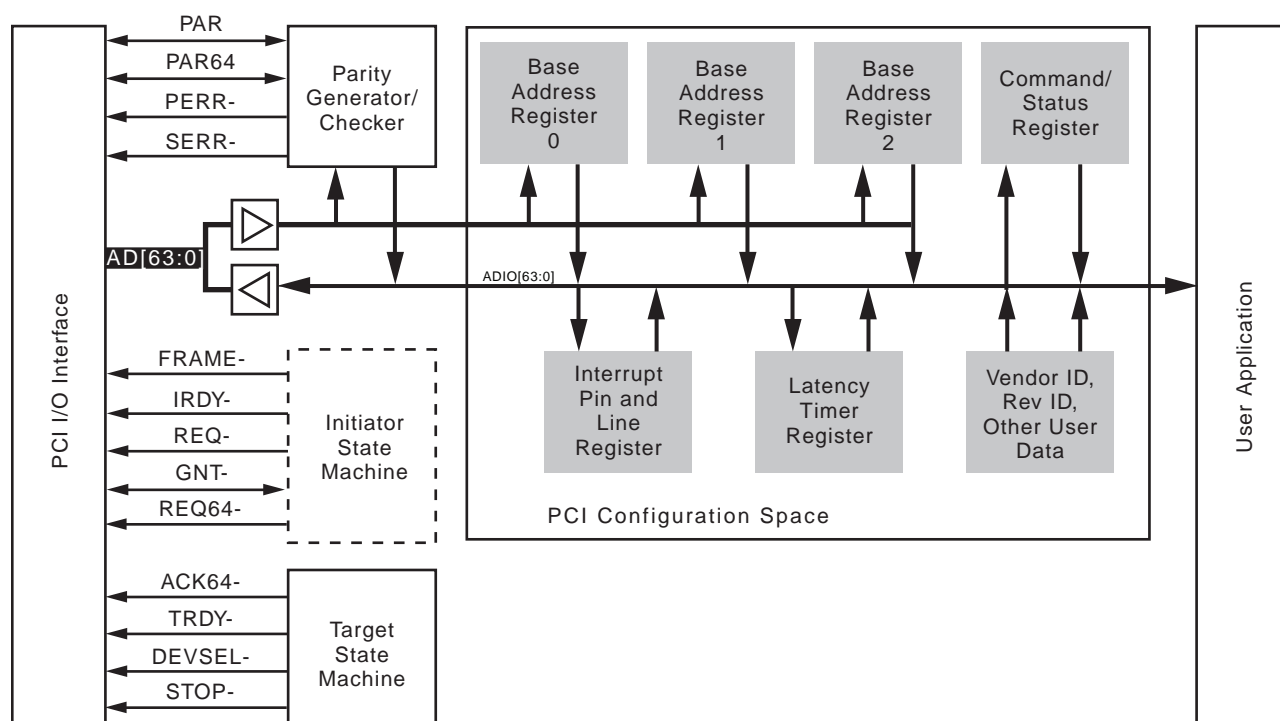 PAR
PAR64
PERR-
SERR-
Parity
Generator/
Checker
Base
Address
Register
0
Base
Address
Register
1
Base
Address
Register
2
Command/
Status
Register
AD[63:0]
ADIO[63:0]
PCI I/O Interface
User Application
FRAME-
IRDY-
REQ-
GNT-
REQ64-
Initiator
State
Machine
Interrupt
Pin and
Line
Register
Latency
Timer
Register
Vendor ID,
Rev ID,
Other User
Data
PCI Configuration Space
ACK64-
TRDY-
DEVSEL-
STOP-
Target
State
Machine